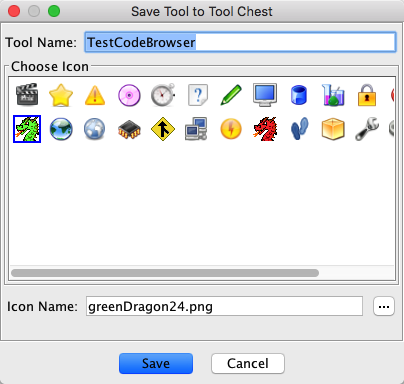 Save Tool to Tool Chest
Tool Name: TestCodeBrowser
Choose Icon
Icon Name: greenDragon24.png ...
Save Cancel